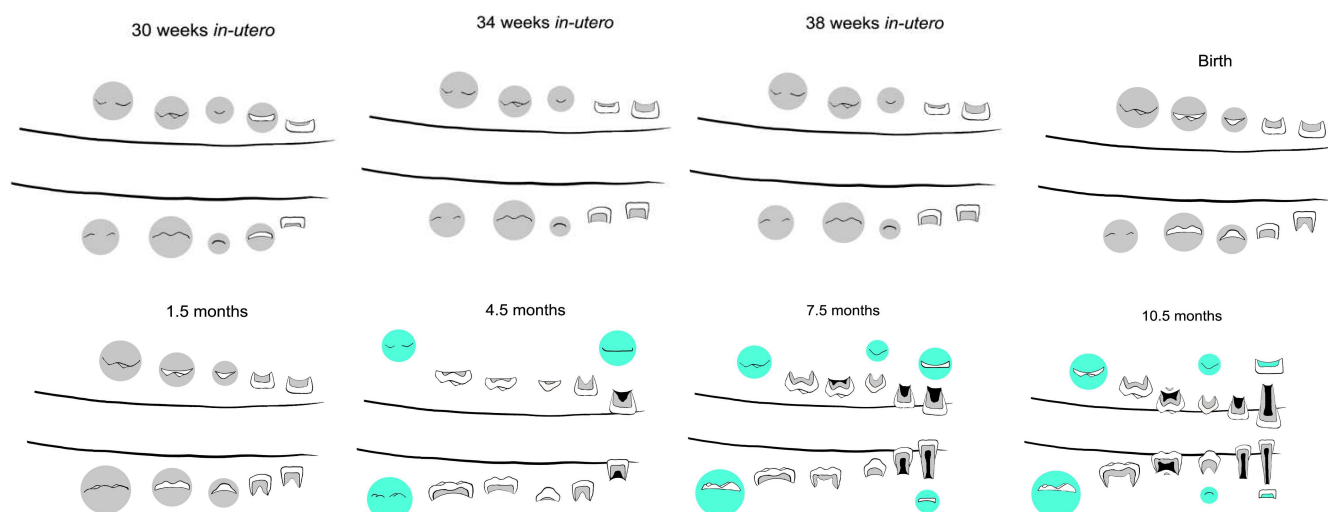 30 weeks in-utero
34 weeks in-utero
38 weeks in-utero
Birth
1.5 months
4.5 months
7.5 months
10.5 months